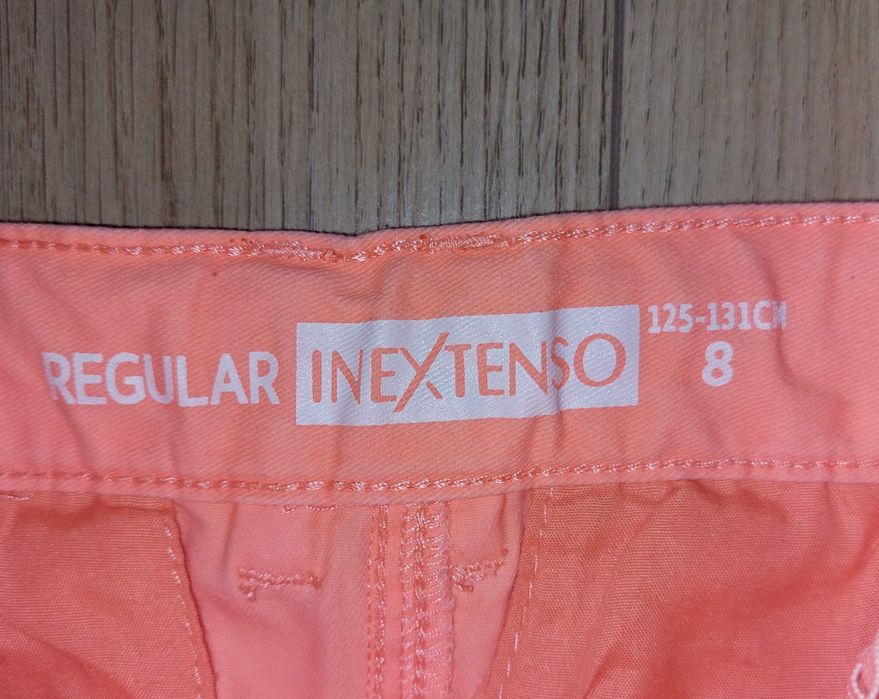 REGULAR INEXTENSO 125-131CM
8